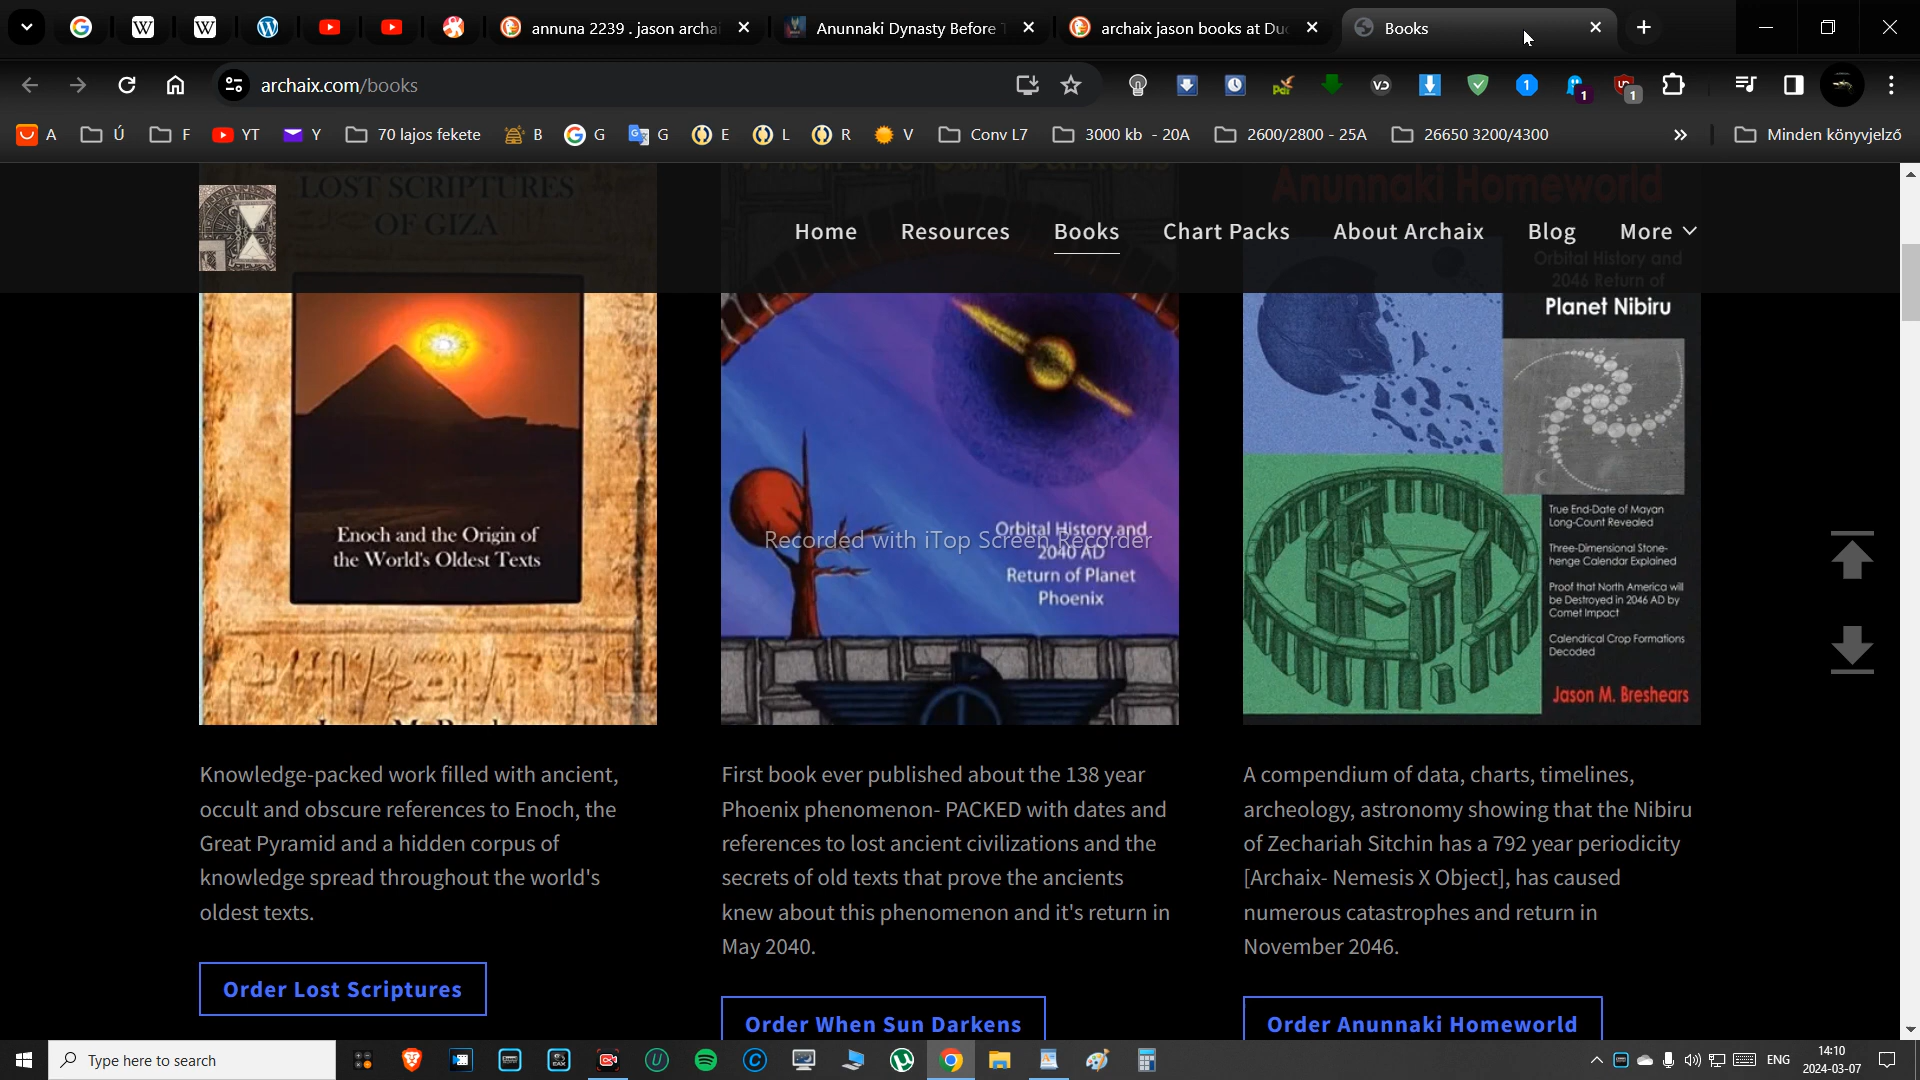 annuna 2239 . jason archai
Anunnaki Dynasty Before T
archaix jason books at Duc
Books
archaix.com/books
1
1
A
Ú
F
YT
Y
70 lajos fekete
B
G
G
E
L
R
V
Conv L7
3000 kb - 20A
2600/2800 - 25A
26650 3200/4300
»
Minden könyvjelző
LOST SCRIPTURES
OF GIZA
When the Sun Darkens
Anunnaki Homeworld
Home
Resources
Books
Chart Packs
About Archaix
Blog
More
Orbital History and
2046 Return of
Planet Nibiru
Enoch and the Origin of
the World's Oldest Texts
Orbital History and
2040 AD
Return of Planet
Phoenix
Recorded with iTop Screen Recorder
True End-Date of Mayan
Long-Count Revealed
Three-Dimensional Stone-
henge Calendar Explained
Proof that North America will
be Destroyed in 2046 AD by
Comet Impact
Calendrical Crop Formations
Decoded
Jason M. Breshears
Knowledge-packed work filled with ancient,
occult and obscure references to Enoch, the
Great Pyramid and a hidden corpus of
knowledge spread throughout the world's
oldest texts.
Order Lost Scriptures
First book ever published about the 138 year
Phoenix phenomenon- PACKED with dates and
references to lost ancient civilizations and the
secrets of old texts that prove the ancients
knew about this phenomenon and it's return in
May 2040.
Order When Sun Darkens
A compendium of data, charts, timelines,
archeology, astronomy showing that the Nibiru
of Zechariah Sitchin has a 792 year periodicity
[Archaix- Nemesis X Object], has caused
numerous catastrophes and return in
November 2046.
Order Anunnaki Homeworld
Type here to search
ENG
14:10
2024-03-07